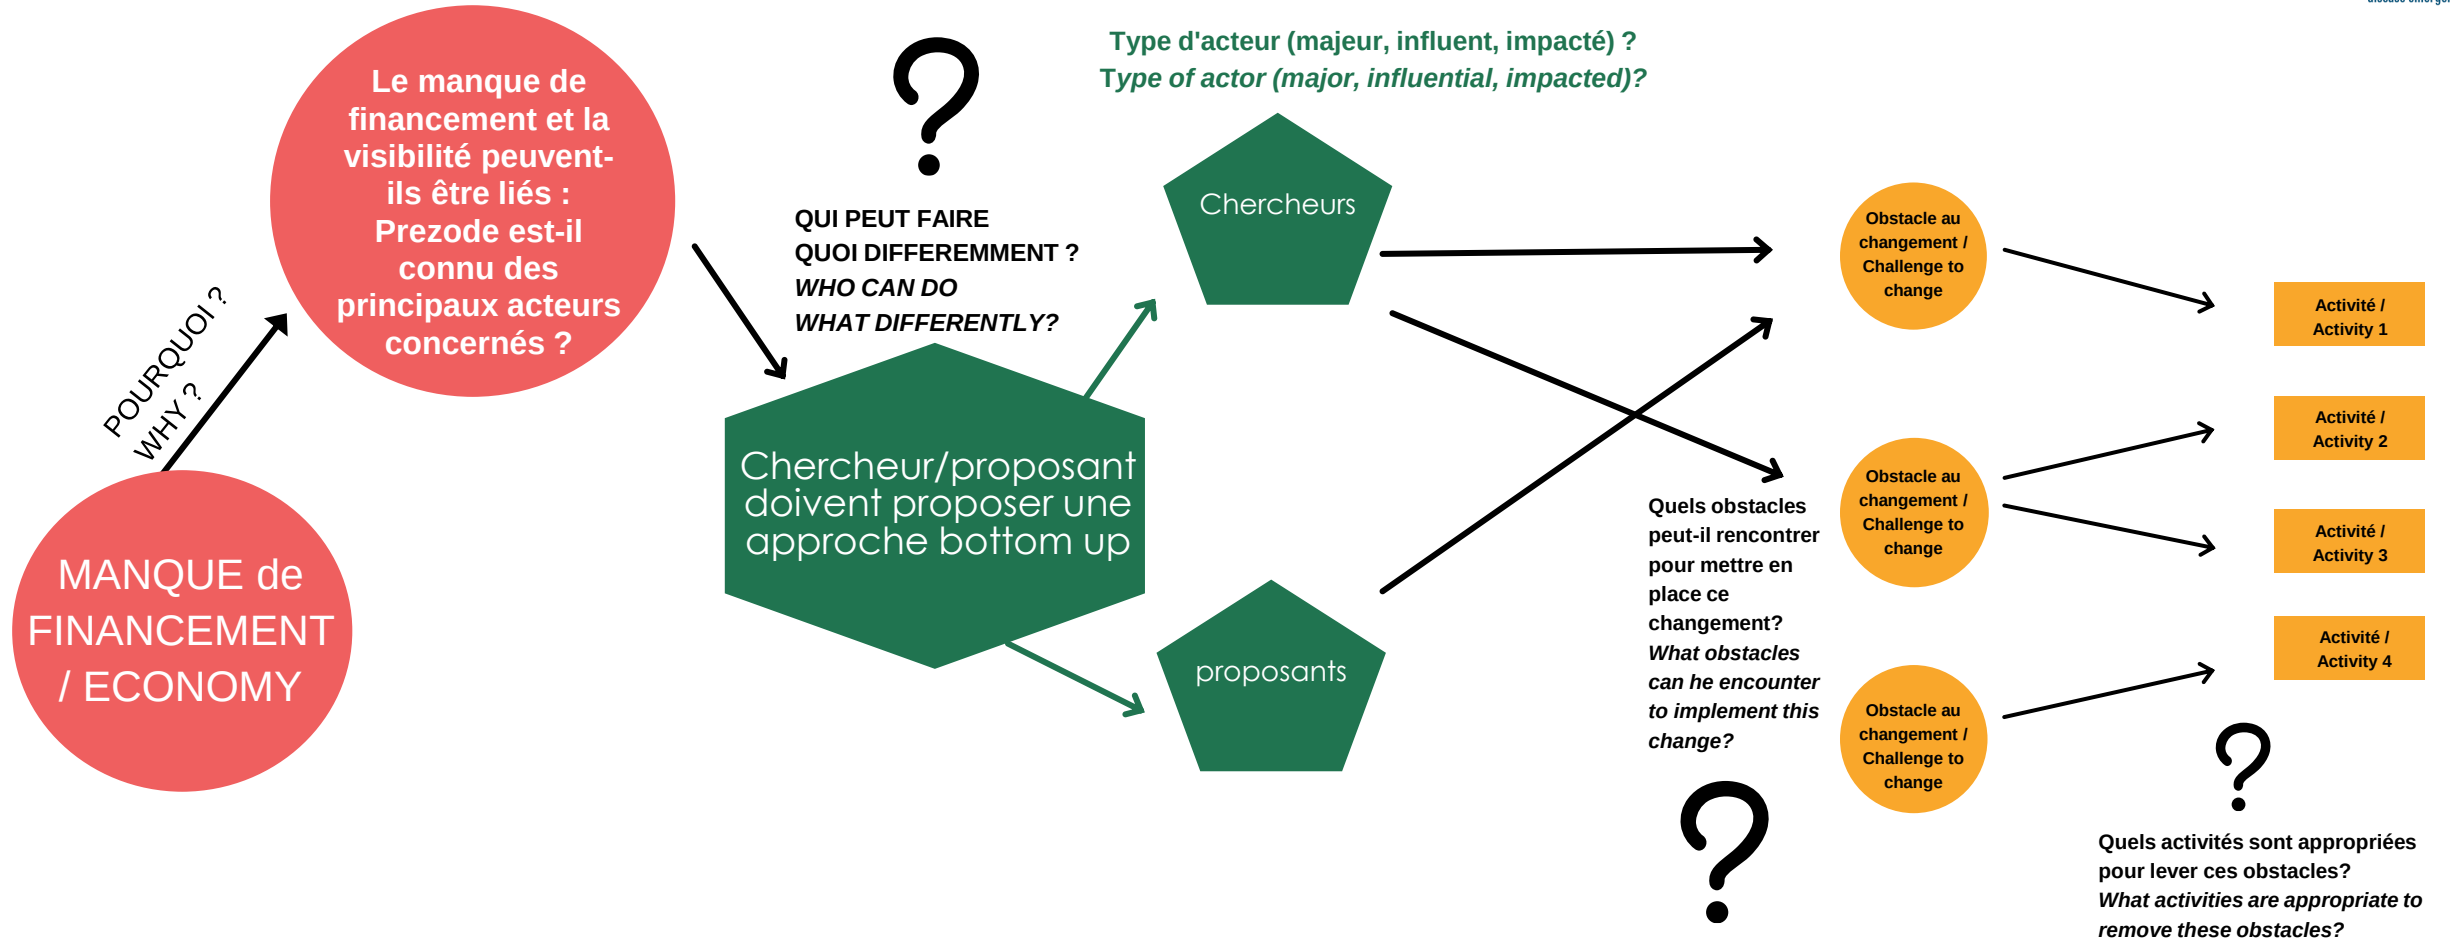 disease emerge
Type d'acteur (majeur, influent, impacté) ?
Type of actor (major, influential, impacted)?
Le manque de
financement et la
visibilité peuvent-
ils être liés :
Prezode est-il
connu des
principaux acteurs
concernés ?
POURQUOI ?
WHY ?
MANQUE de
FINANCEMENT
/ ECONOMY
QUI PEUT FAIRE
QUOI DIFFEREMMENT ?
WHO CAN DO
WHAT DIFFERENTLY?
Chercheur/proposant
doivent proposer une
approche bottom up
Chercheurs
proposants
Quels obstacles
peut-il rencontrer
pour mettre en
place ce
changement?
What obstacles
can he encounter
to implement this
change?
Obstacle au
changement /
Challenge to
change
Obstacle au
changement /
Challenge to
change
Obstacle au
changement /
Challenge to
change
Activité /
Activity 1
Activité /
Activity 2
Activité /
Activity 3
Activité /
Activity 4
Quels activités sont appropriées
pour lever ces obstacles?
What activities are appropriate to
remove these obstacles?